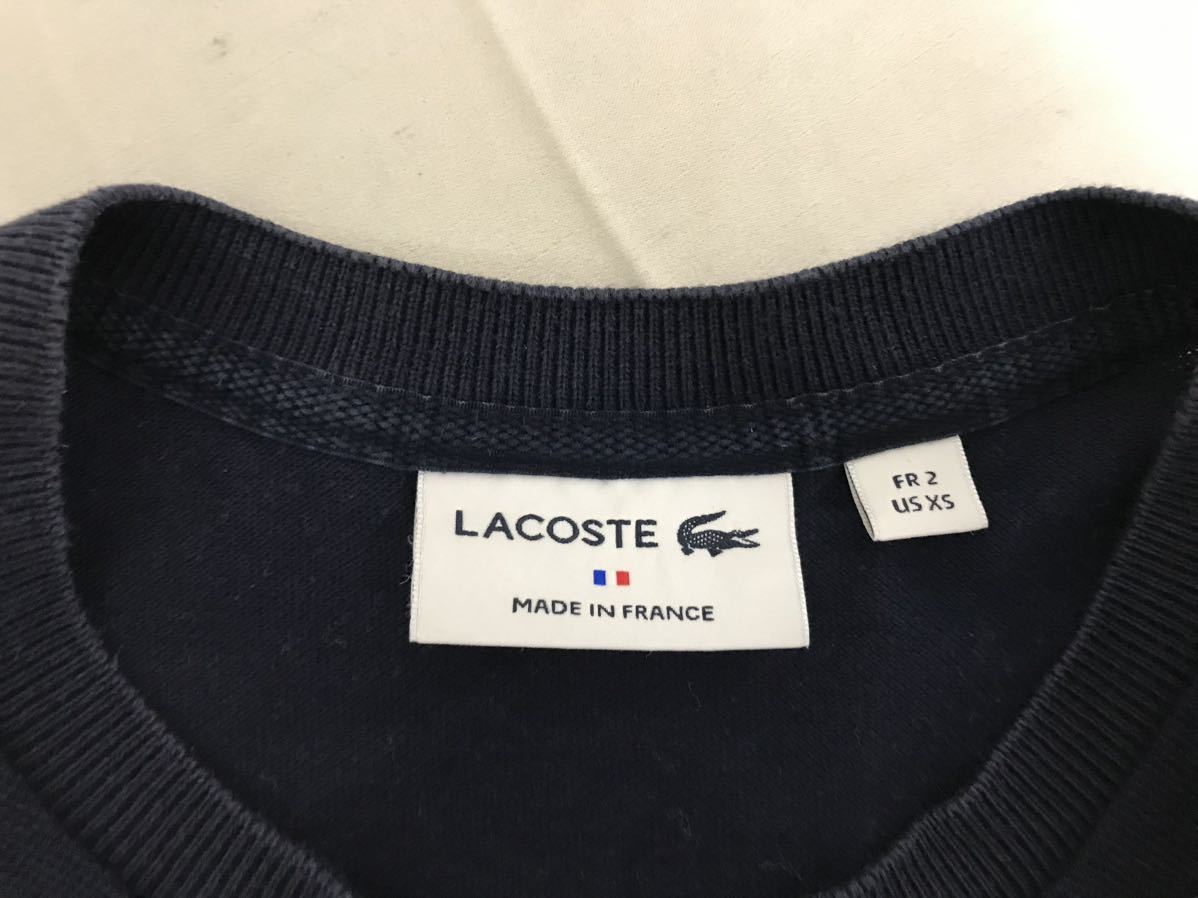 LACOSTE
MADE IN FRANCE
FR 2
US XS